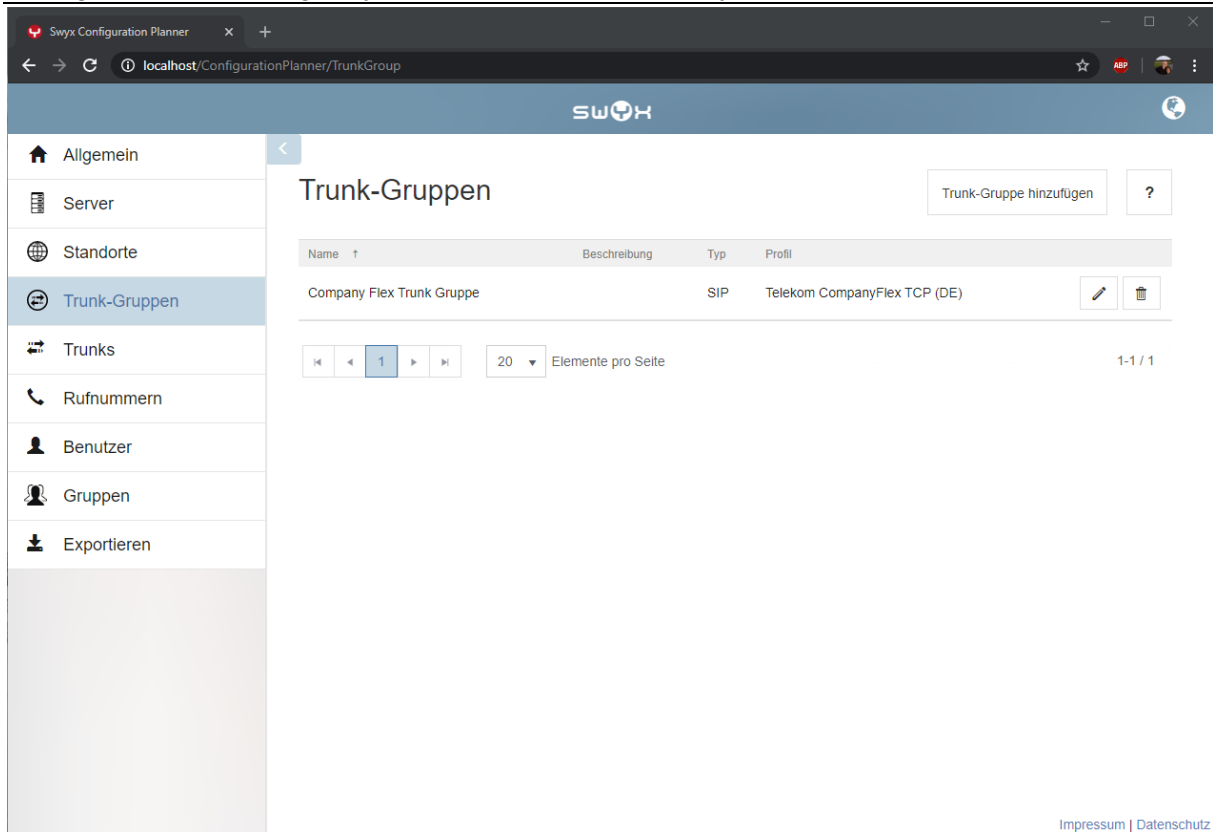 Swyx Configuration Planner
localhost/ConfigurationPlanner/TrunkGroup
ABP
swyx
Allgemein
Server
Standorte
Trunk-Gruppen
Trunks
Rufnummern
Benutzer
Gruppen
Exportieren
Trunk-Gruppen
Trunk-Gruppe hinzufügen ?
Name ↑ Beschreibung Typ Profil
Company Flex Trunk Gruppe SIP Telekom CompanyFlex TCP (DE)
1 20 Elemente pro Seite 1-1 / 1
Impressum | Datenschutz